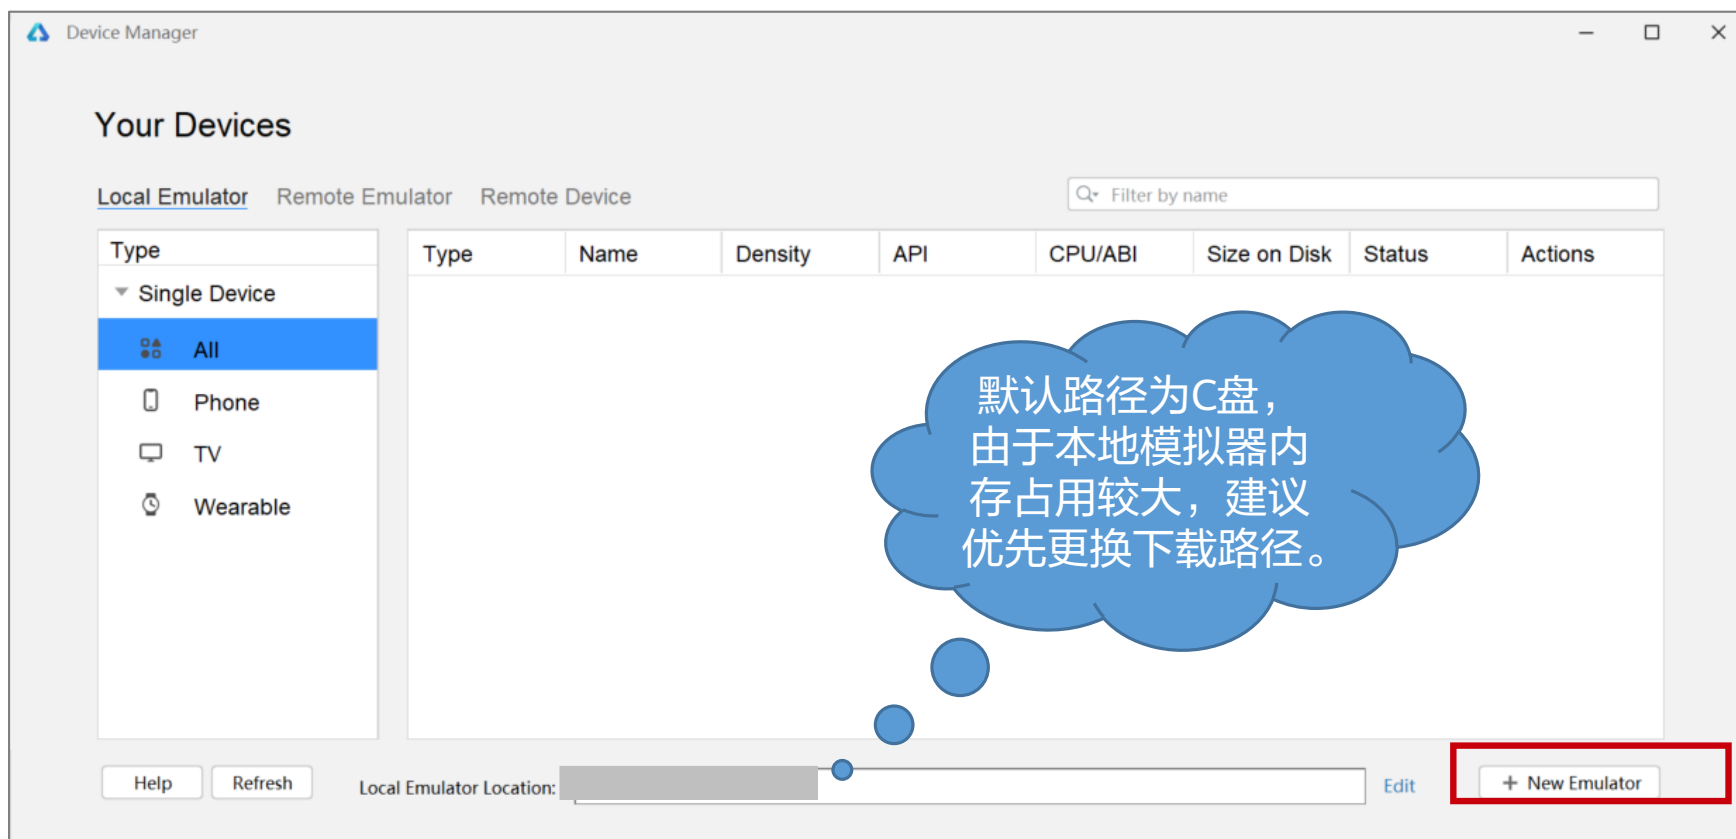 Device Manager
Your Devices
Local Emulator Remote Emulator Remote Device
Filter by name
Type
Single Device
All
Phone
TV
Wearable
Type Name Density API CPU/ABI Size on Disk Status Actions
默认路径为C盘，
由于本地模拟器内
存占用较大，建议
优先更换下载路径。
Help Refresh Local Emulator Location: Edit + New Emulator